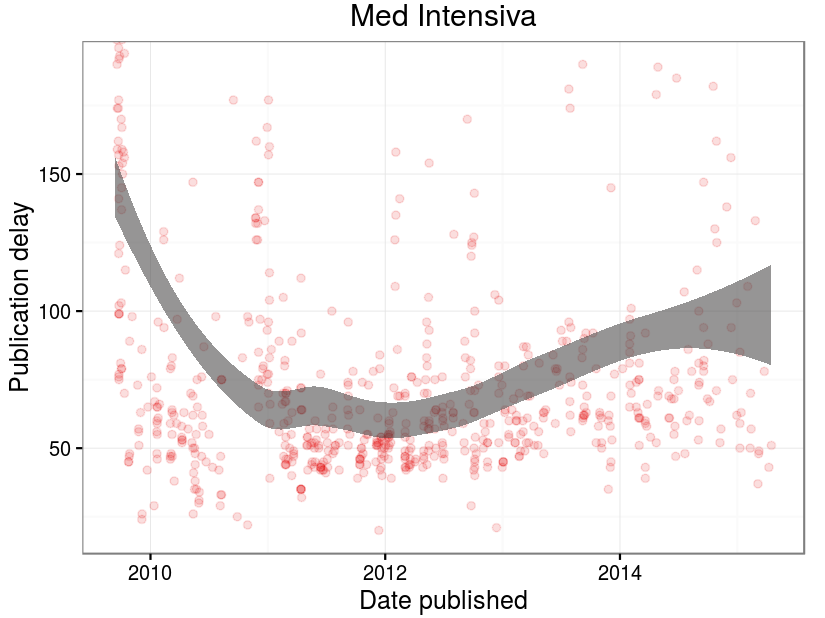 Med Intensiva
Publication delay
150
100
50
2010 2012 2014
Date published